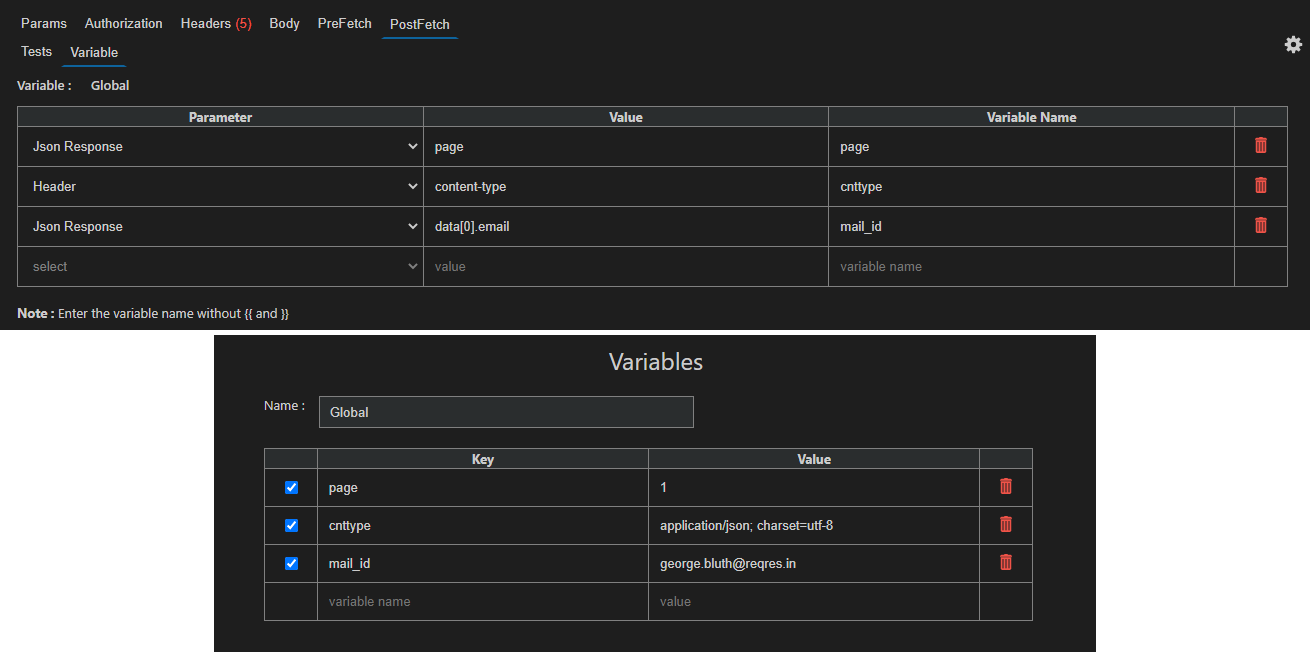 Params Authorization Headers (5) Body PreFetch PostFetch
Tests Variable
Variable : Global
Parameter Value Variable Name
Json Response page page
Header content-type cnttype
Json Response data[0].email mail_id
select value variable name
Note : Enter the variable name without {{ and }}
Variables
Name : Global
Key Value
page 1
cnttype application/json; charset=utf-8
mail_id george.bluth@reqres.in
variable name value